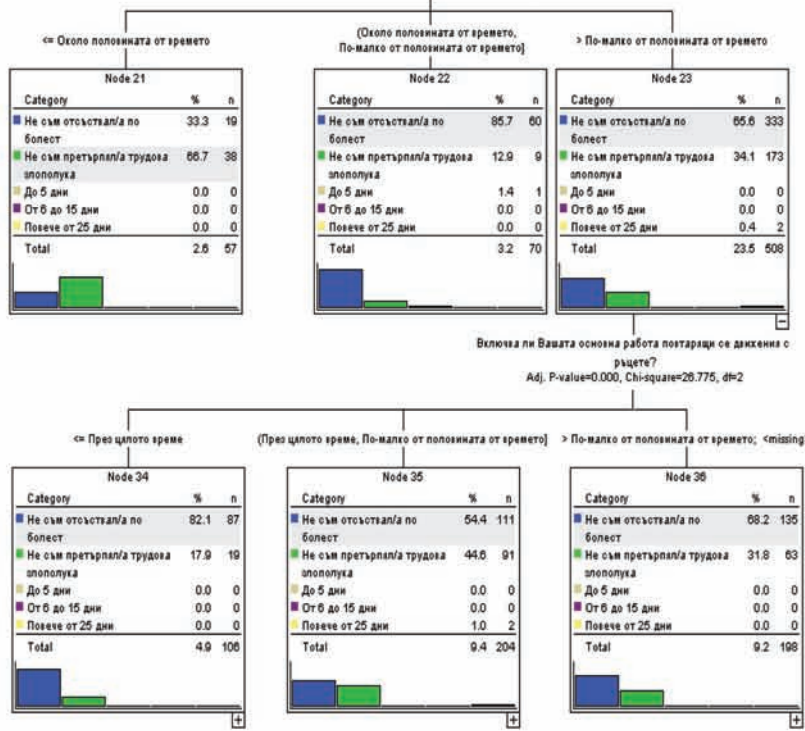 <= Около половината от времето
(Около половината от времето,
По-малко от половината от времето]
> По-малко от половината от времето
Node 21
Category % n
Не съм отсъствал/а по 33.3 19
болест
Не съм претърпял/а трудова 66.7 38
злополука
До 5 дни 0.0 0
От 6 до 15 дни 0.0 0
Повече от 25 дни 0.0 0
Total 2.6 57
Node 22
Category % n
Не съм отсъствал/а по 85.7 60
болест
Не съм претърпял/а трудова 12.9 9
злополука
До 5 дни 1.4 1
От 6 до 15 дни 0.0 0
Повече от 25 дни 0.0 0
Total 3.2 70
Node 23
Category % n
Не съм отсъствал/а по 65.6 333
болест
Не съм претърпял/а трудова 34.1 173
злополука
До 5 дни 0.0 0
От 6 до 15 дни 0.0 0
Повече от 25 дни 0.4 2
Total 23.5 508
Включва ли Вашата основна работа повтарящи се движения с
ръцете?
Adj. P-value=0.000, Chi-square=26.775, df=2
<= През цялото време
(През цялото време, По-малко от половината от времето]
> По-малко от половината от времето; <missing
Node 34
Category % n
Не съм отсъствал/а по 82.1 87
болест
Не съм претърпял/а трудова 17.9 19
злополука
До 5 дни 0.0 0
От 6 до 15 дни 0.0 0
Повече от 25 дни 0.0 0
Total 4.9 106
Node 35
Category % n
Не съм отсъствал/а по 54.4 111
болест
Не съм претърпял/а трудова 44.6 91
злополука
До 5 дни 0.0 0
От 6 до 15 дни 0.0 0
Повече от 25 дни 1.0 2
Total 9.4 204
Node 36
Category % n
Не съм отсъствал/а по 68.2 135
болест
Не съм претърпял/а трудова 31.8 63
злополука
До 5 дни 0.0 0
От 6 до 15 дни 0.0 0
Повече от 25 дни 0.0 0
Total 9.2 198